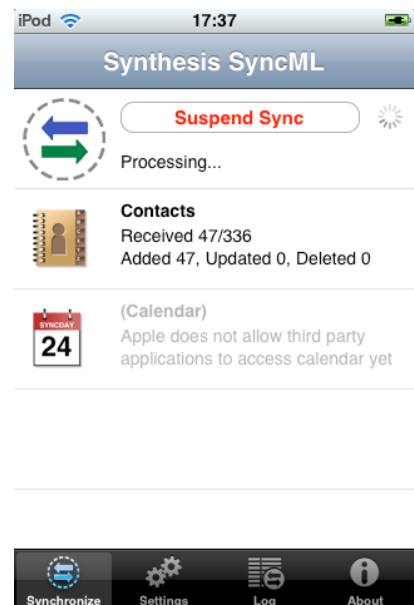 iPod 17:37
Synthesis SyncML
Suspend Sync
Processing...
Contacts
Received 47/336
Added 47, Updated 0, Deleted 0
SYNCDAY
24
(Calendar)
Apple does not allow third party
applications to access calendar yet
Synchronize Settings Log About